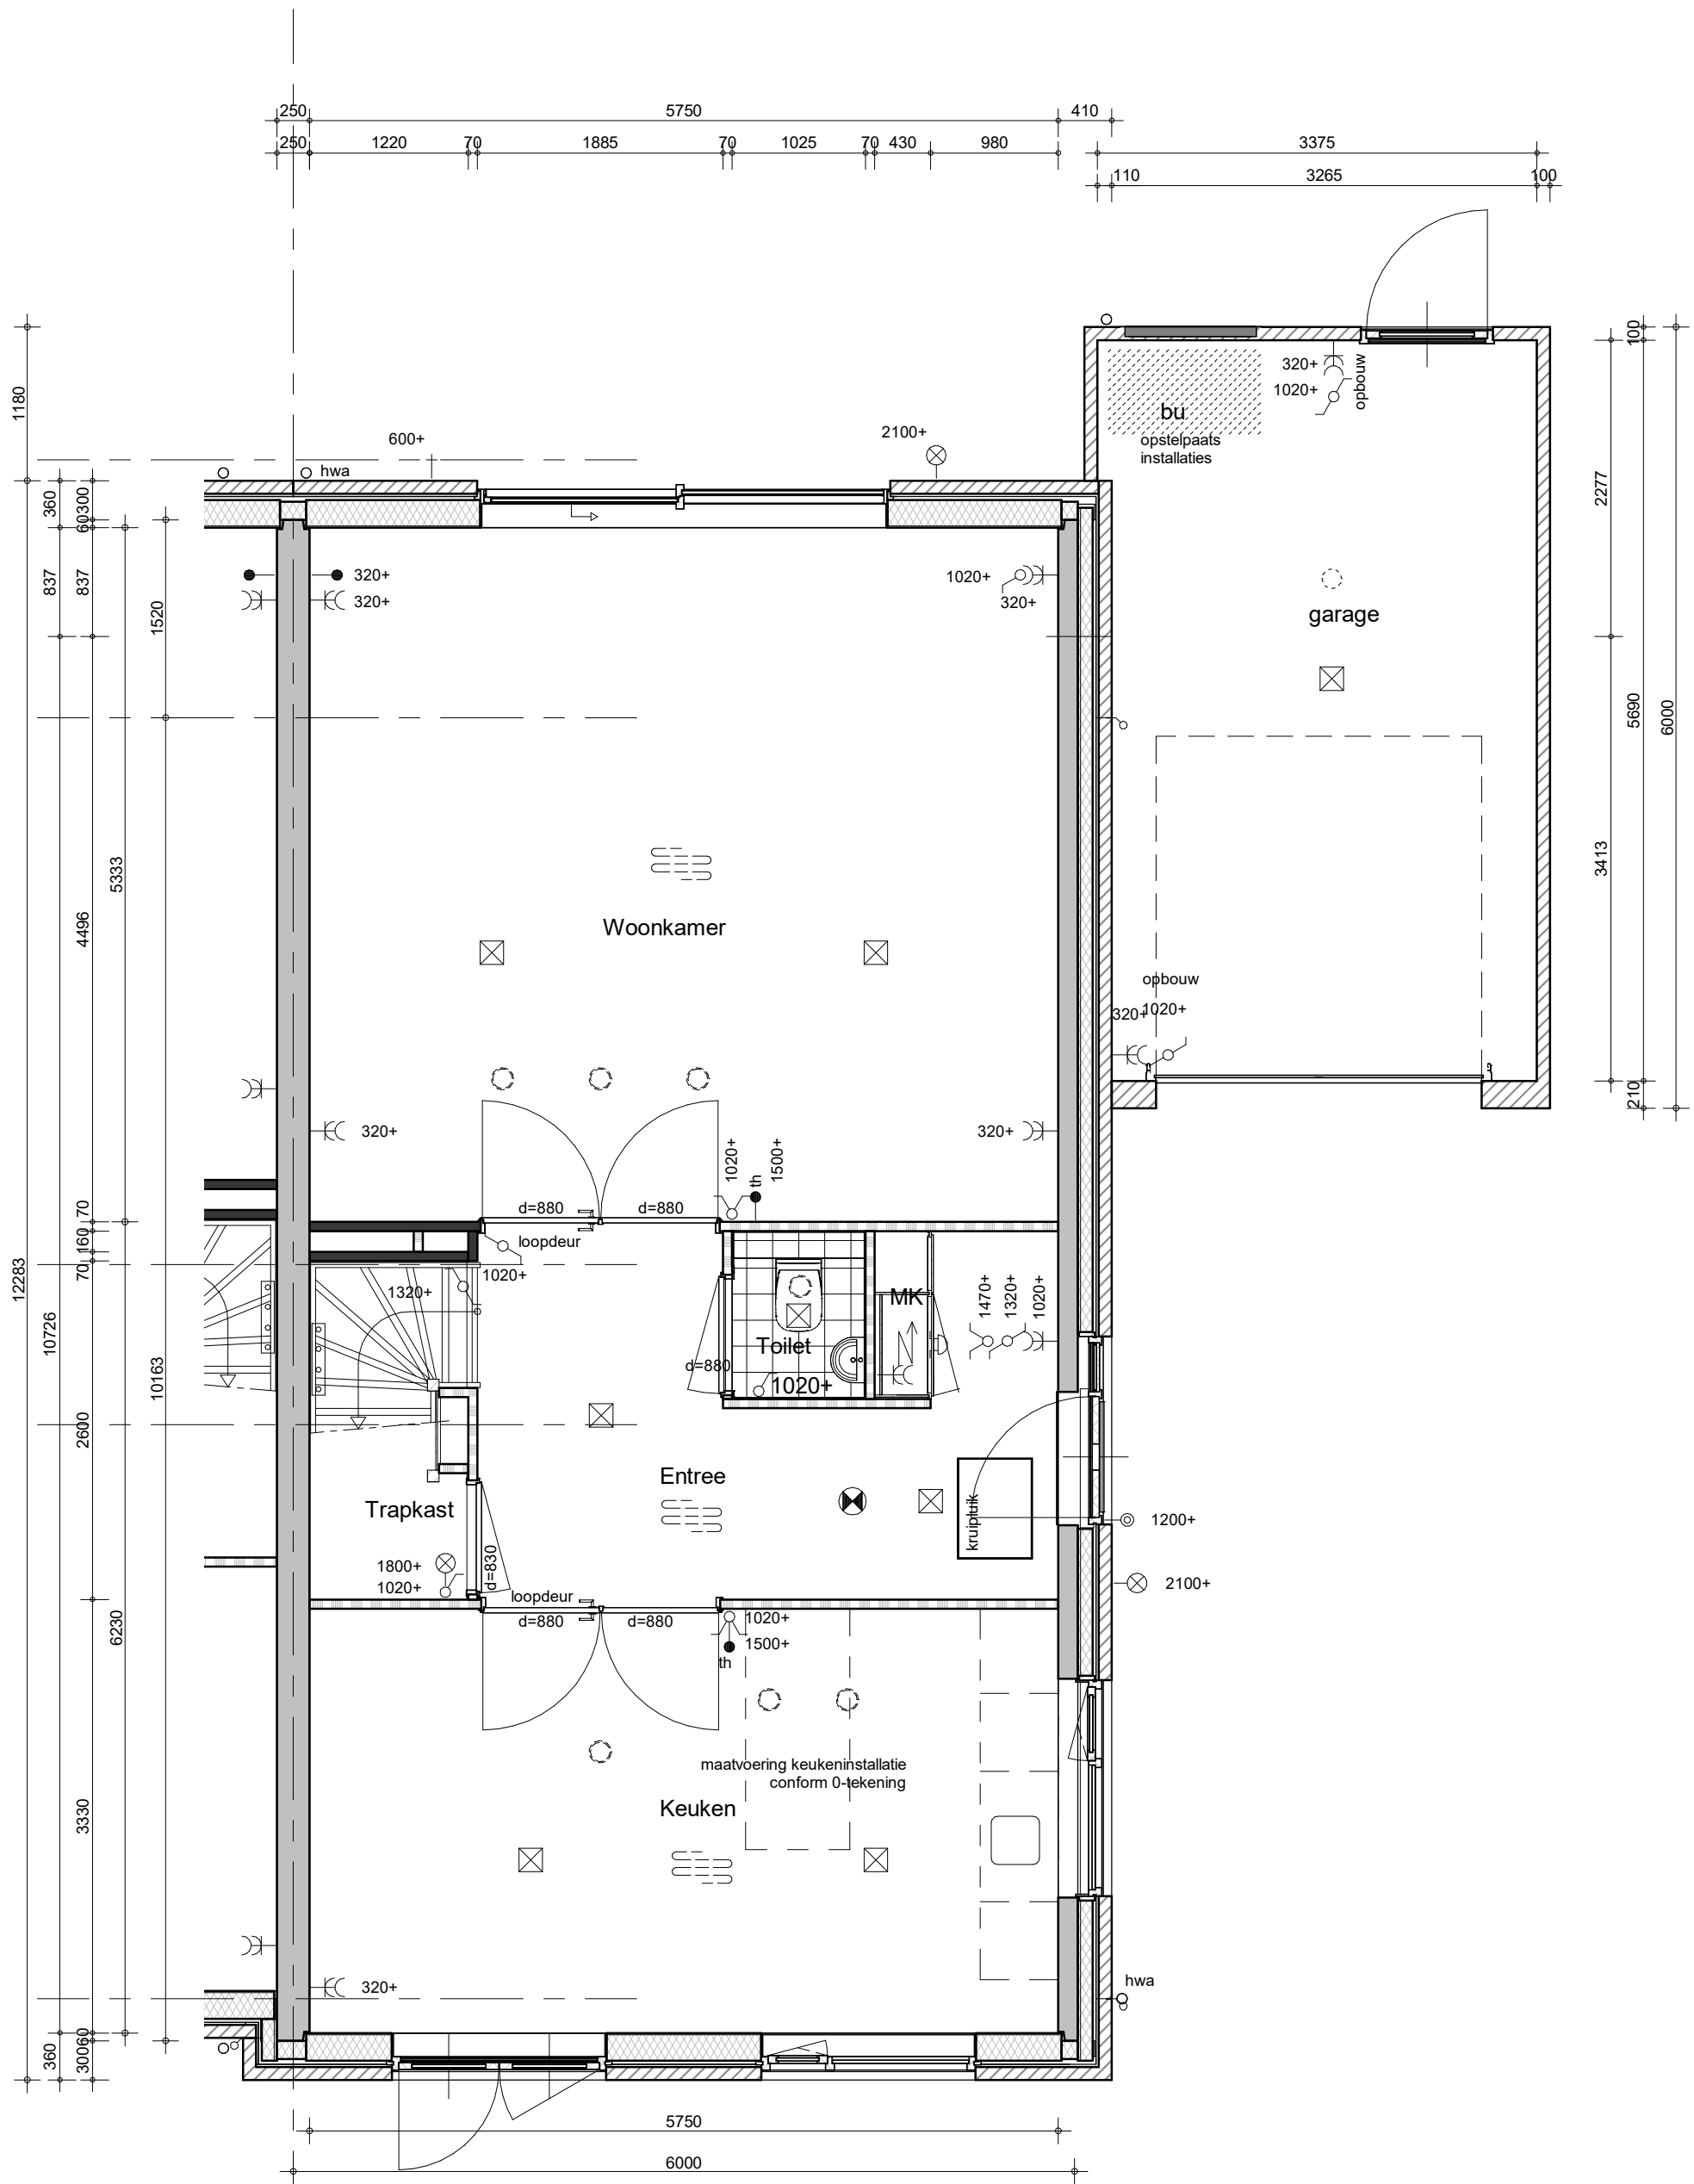 250
5750
410
250
1220
70
1885
70
1025
70
430
980
3375
110
3265
100
1180
12283
360
837
10726
360
60300
837
4496
70
160
70
2600
3330
30060
5333
6230
1520
10163
100
2277
5690
6000
3413
210
320+
1020+
opbouw
bu
opstelpaats
installaties
600+
2100+
hwa
320+
320+
1020+
320+
garage
Woonkamer
opbouw
320+
1020+
320+
320+
1020+
th
1500+
d=880
d=880
loopdeur
1020+
1320+
MK
1470+
1320+
1020+
Toilet
d=880
1020+
Entree
Trapkast
kruipluik
1200+
1800+
1020+
d=830
2100+
loopdeur
d=880
d=880
1020+
1500+
th
maatvoering keukeninstallatie
conform 0-tekening
Keuken
320+
hwa
5750
6000